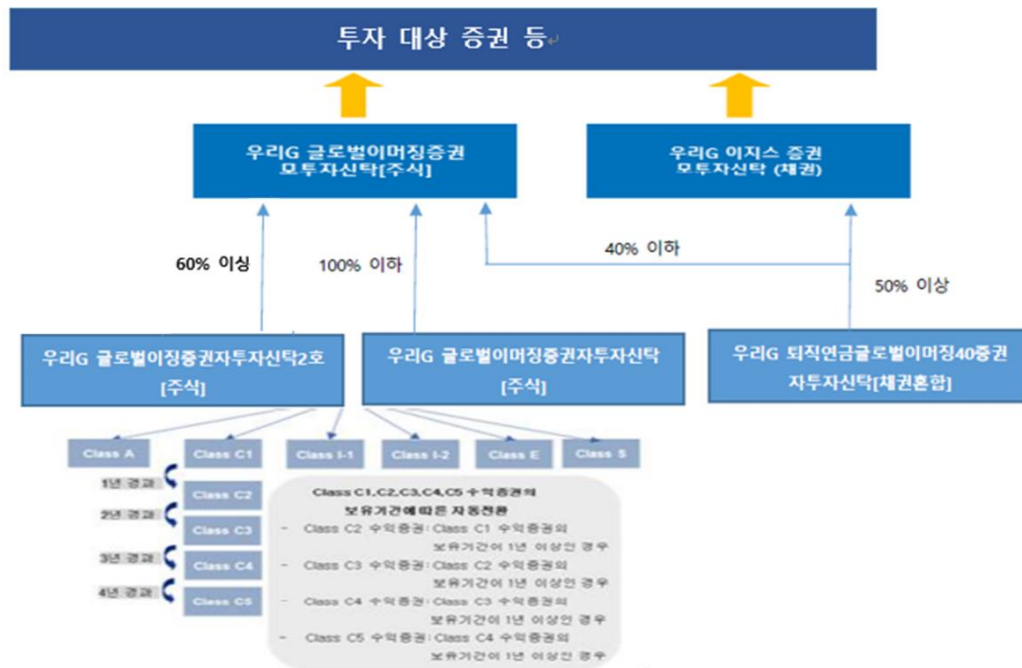 투자 대상 증권 등↵
우리G 글로벌이머징증권
모투자신탁[주식]
우리G 이지스 증권
모투자신탁 (채권)
60% 이상
100% 이하
40% 이하
50% 이상
우리G 글로벌이징증권자투자신탁2호
[주식]
우리G 글로벌이머징증권자투자신탁
[주식]
우리G 퇴직연금글로벌이머징40증권
자투자신탁[채권혼합]
Class A
Class C1
Class I-1
Class I-2
Class E
Class S
1년 경과
Class C2
2년 경과
Class C3
3년 경과
Class C4
4년 경과
Class C5
Class C1,C2,C3,C4,C5 수익증권의
보유기간에 따른 자동전환
- Class C2 수익증권: Class C1 수익증권의
보유기간이 1년 이상인 경우
- Class C3 수익증권: Class C2 수익증권의
보유기간이 1년 이상인 경우
- Class C4 수익증권: Class C3 수익증권의
보유기간이 1년 이상인 경우
- Class C5 수익증권: Class C4 수익증권의
보유기간이 1년 이상인 경우